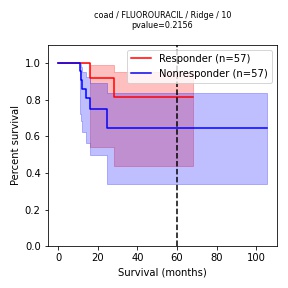 coad / FLUOROURACIL / Ridge / 10
pvalue=0.2156
Responder (n=57)
Nonresponder (n=57)
Percent survival
1.0
0.8
0.6
0.4
0.2
0.0
0 20 40 60 80 100
Survival (months)